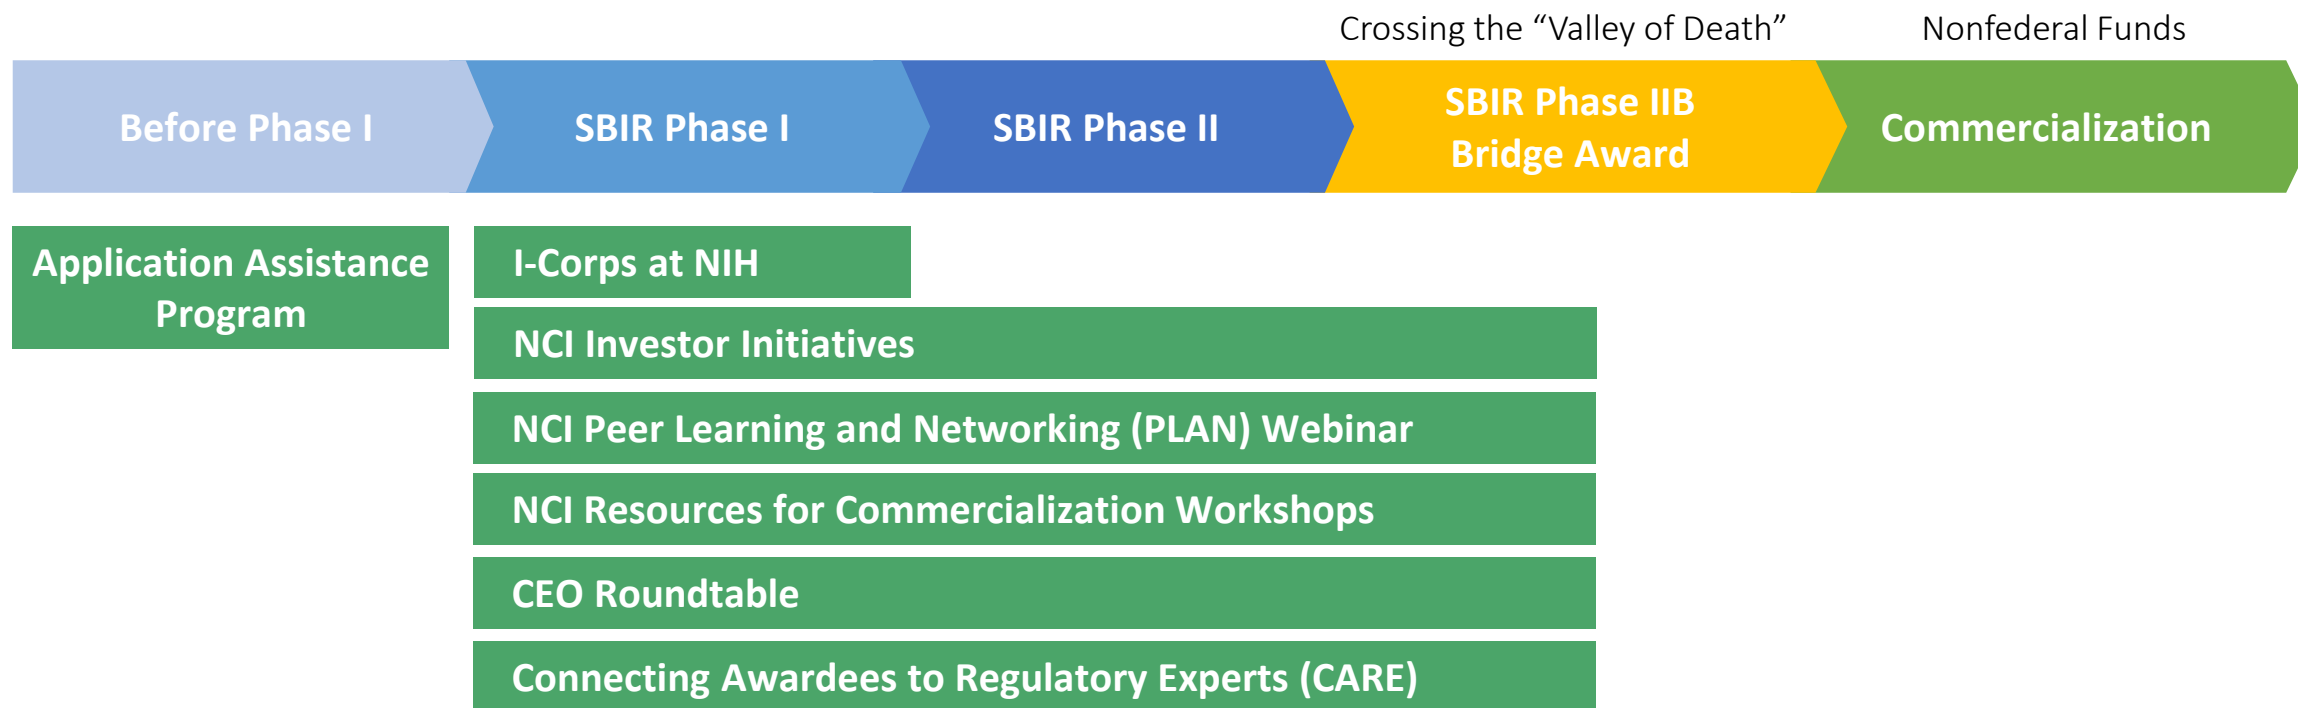 Crossing the “Valley of Death”
Nonfederal Funds
Before Phase I
SBIR Phase I
SBIR Phase II
SBIR Phase IIB
Bridge Award
Commercialization
Application Assistance
Program
I-Corps at NIH
NCI Investor Initiatives
NCI Peer Learning and Networking (PLAN) Webinar
NCI Resources for Commercialization Workshops
CEO Roundtable
Connecting Awardees to Regulatory Experts (CARE)